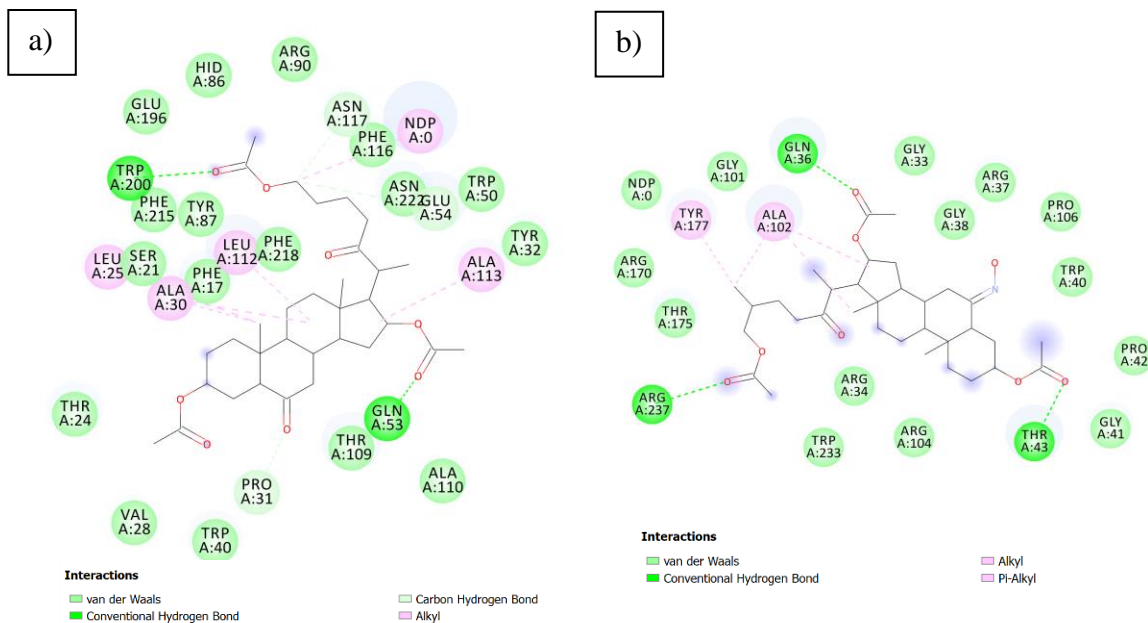 a)
ARG
A:90
HID
A:86
GLU
A:196
ASN
A:117
NDP
A:0
PHE
A:116
TRP
A:200
O
O
ASN
A:222
GLU
A:54
TRP
A:50
PHE
A:215
TYR
A:87
TYR
A:32
LEU
A:25
SER
A:21
LEU
A:112
PHE
A:218
O
ALA
A:113
ALA
A:30
PHE
A:17
O
O
THR
A:24
O
O
O
GLN
A:53
THR
A:109
ALA
A:110
PRO
A:31
VAL
A:28
TRP
A:40
Interactions
van der Waals
Conventional Hydrogen Bond
Carbon Hydrogen Bond
Alkyl
b)
GLN
A:36
GLY
A:33
GLY
A:101
ARG
A:37
NDP
A:0
TYR
A:177
ALA
A:102
O
O
GLY
A:38
PRO
A:106
ARG
A:170
O
N
TRP
A:40
THR
A:175
O
O
O
PRO
A:42
ARG
A:237
ARG
A:34
O
O
TRP
A:233
ARG
A:104
THR
A:43
GLY
A:41
Interactions
van der Waals
Conventional Hydrogen Bond
Alkyl
Pi-Alkyl